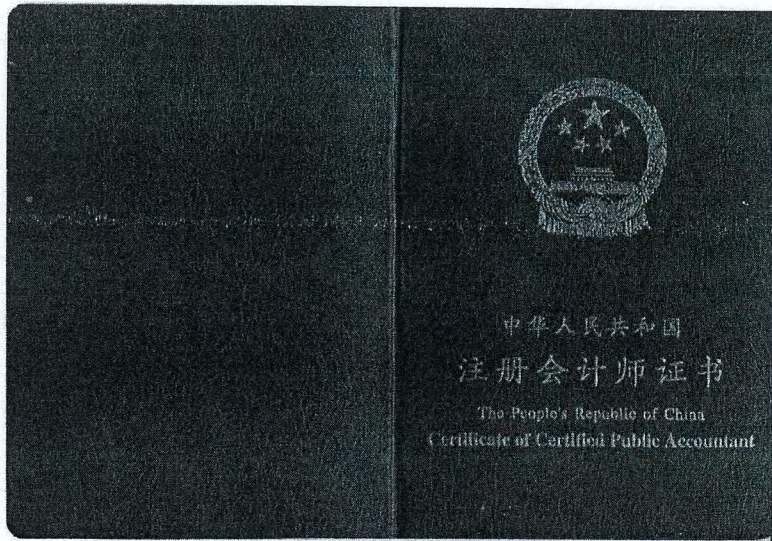 中华人民共和国
注册会计师证书
The People's Republic of China
Certificate of Certified Public Accountant